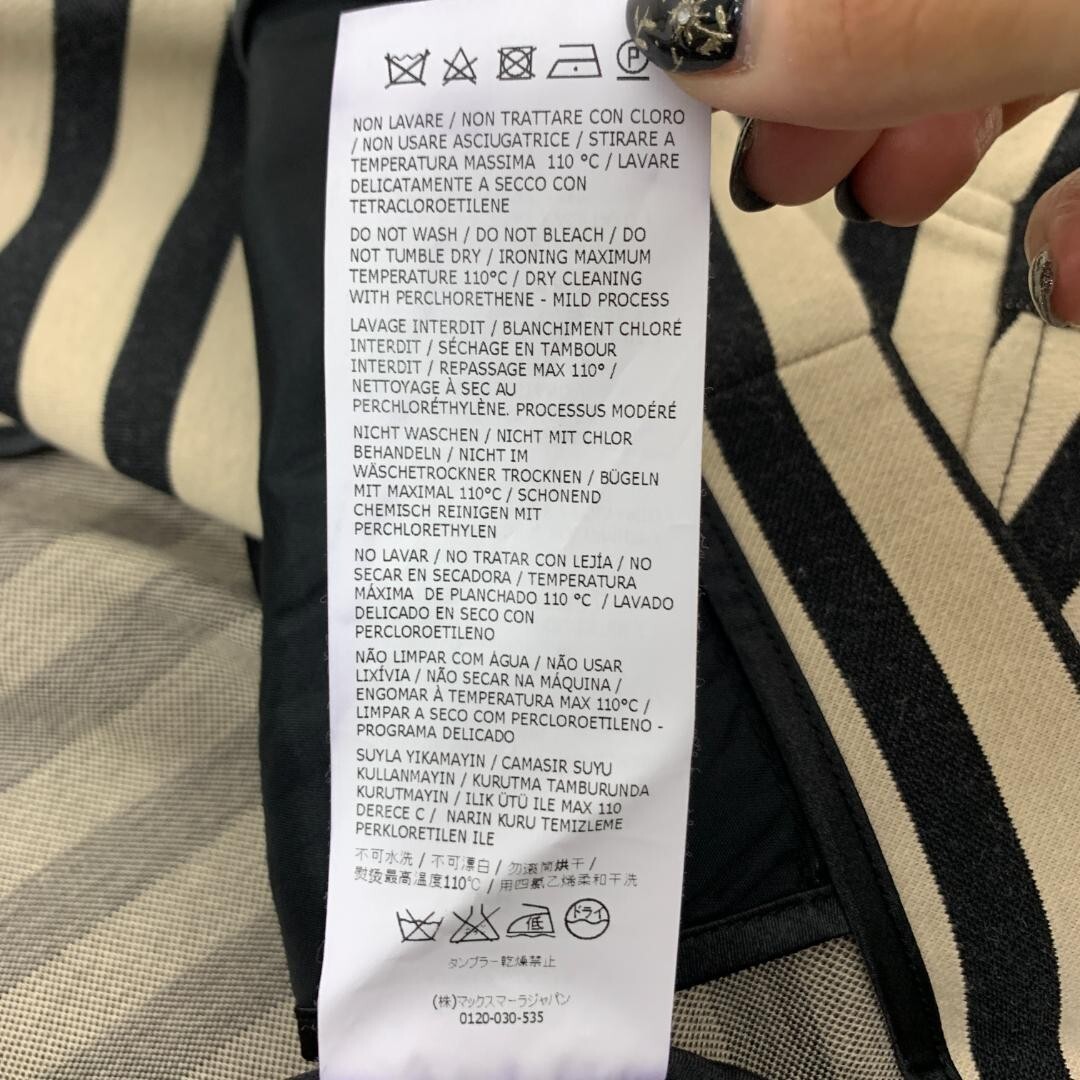 P
NON LAVARE / NON TRATTARE CON CLORO
/ NON USARE ASCIUGATRICE / STIRARE A
TEMPERATURA MASSIMA 110 °C / LAVARE
DELICATAMENTE A SECCO CON
TETRACLOROETILENE
DO NOT WASH / DO NOT BLEACH / DO
NOT TUMBLE DRY / IRONING MAXIMUM
TEMPERATURE 110°C / DRY CLEANING
WITH PERCLHORETHENE - MILD PROCESS
LAVAGE INTERDIT / BLANCHIMENT CHLORÉ
INTERDIT / SÉCHAGE EN TAMBOUR
INTERDIT / REPASSAGE MAX 110° /
NETTOYAGE À SEC AU
PERCHLORÉTHYLÈNE. PROCESSUS MODÉRÉ
NICHT WASCHEN / NICHT MIT CHLOR
BEHANDELN / NICHT IM
WÄSCHETROCKNER TROCKNEN / BÜGELN
MIT MAXIMAL 110°C / SCHONEND
CHEMISCH REINIGEN MIT
PERCHLORETHYLEN
NO LAVAR / NO TRATAR CON LEJÍA / NO
SECAR EN SECADORA / TEMPERATURA
MÁXIMA DE PLANCHADO 110 °C / LAVADO
DELICADO EN SECO CON
PERCLOROETILENO
NÃO LIMPAR COM ÁGUA / NÃO USAR
LIXÍVIA / NÃO SECAR NA MÁQUINA /
ENGOMAR À TEMPERATURA MAX 110°C /
LIMPAR A SECO COM PERCLOROETILENO -
PROGRAMA DELICADO
SUYLA YIKAMAYIN / CAMASIR SUYU
KULLANMAYIN / KURUTMA TAMBURUNDA
KURUTMAYIN / ILIK ÜTÜ ILE MAX 110
DERECE C / NARIN KURU TEMIZLEME
PERKLORETILEN ILE
不可水洗 / 不可漂白 / 勿滚筒烘干 /
熨烫最高温度110℃ / 用四氯乙烯柔和干洗
低 ドライ
タンブラー乾燥禁止
(株)マックスマーラジャパン
0120-030-535